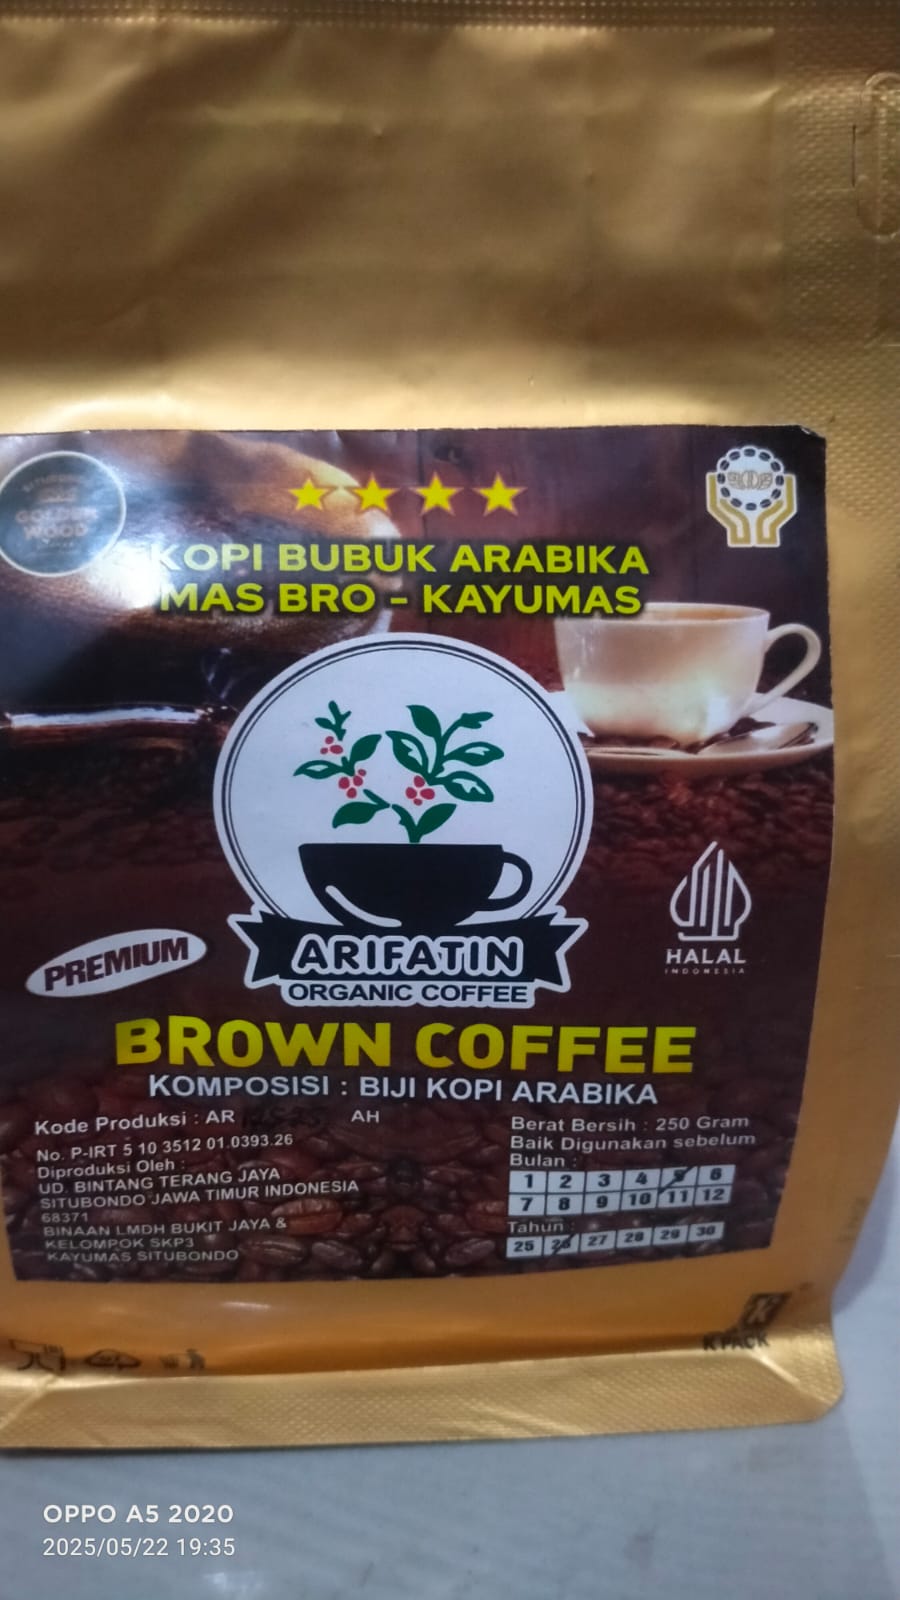 GOLDEN
WOOD
KOPI BUBUK ARABIKA
MAS BRO - KAYUMAS
ARIFATIN
ORGANIC COFFEE
PREMIUM
HALAL
INDONESIA
BROWN COFFEE
KOMPOSISI : BIJI KOPI ARABIKA
Kode Produksi : AR AH
No. P-IRT 5 10 3512 01.0393.26
Diproduksi Oleh :
UD. BINTANG TERANG JAYA
SITUBONDO JAWA TIMUR INDONESIA
68371
BINAAN LMDH BUKIT JAYA &
KELOMPOK SKP3
KAYUMAS SITUBONDO
Berat Bersih : 250 Gram
Baik Digunakan sebelum
Bulan :
1 2 3 4 5 6
7 8 9 10 11 12
Tahun :
25 26 27 28 29 30
K PACK
OPPO A5 2020
2025/05/22 19:35